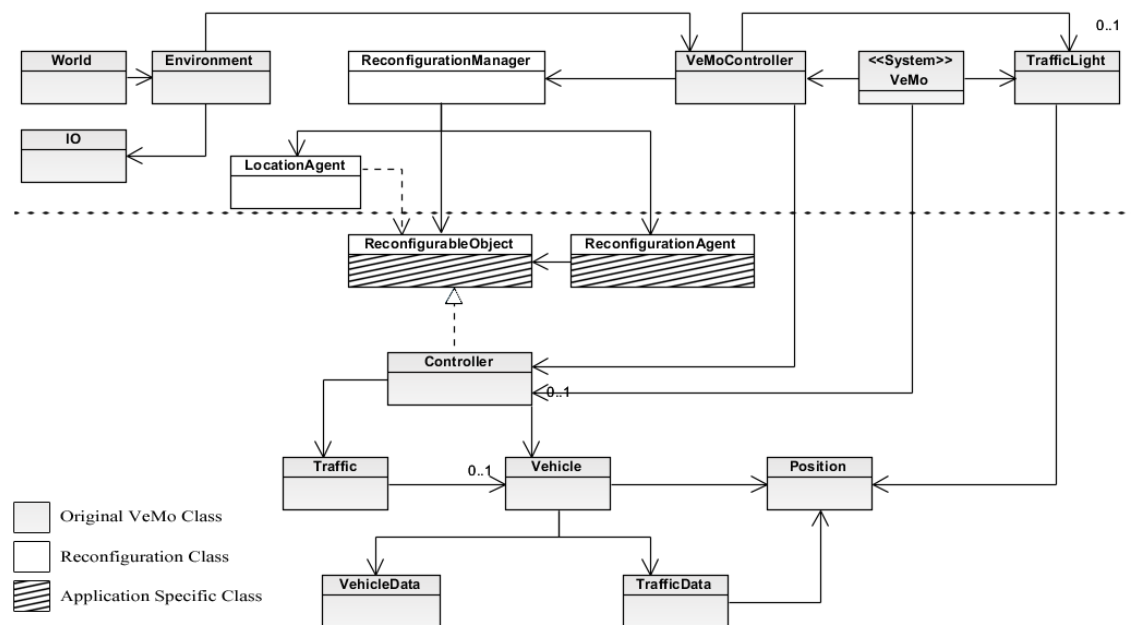 0..1
World
Environment
ReconfigurationManager
VeMoController
<<System>>
VeMo
TrafficLight
IO
LocationAgent
ReconfigurableObject
ReconfigurationAgent
Controller
0..1
Traffic
0..1
Vehicle
Position
Original VeMo Class
Reconfiguration Class
VehicleData
TrafficData
Application Specific Class